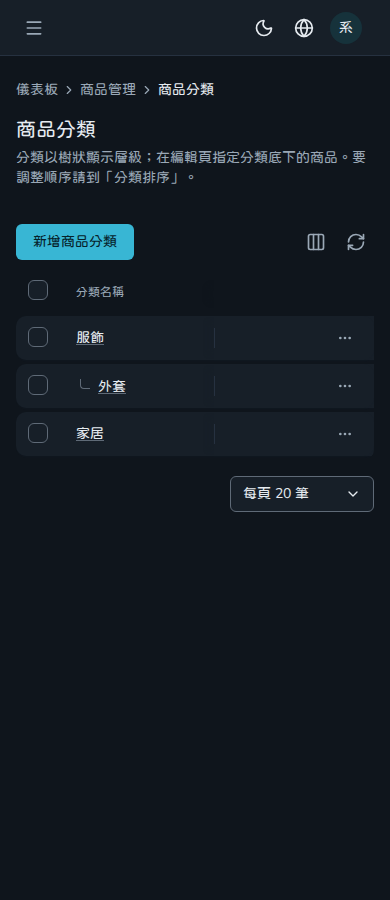 系
儀表板 > 商品管理 > 商品分類
商品分類
分類以樹狀顯示層級；在編輯頁指定分類底下的商品。要
調整順序請到「分類排序」。
新增商品分類
分類名稱
服飾
外套
家居
每頁 20 筆